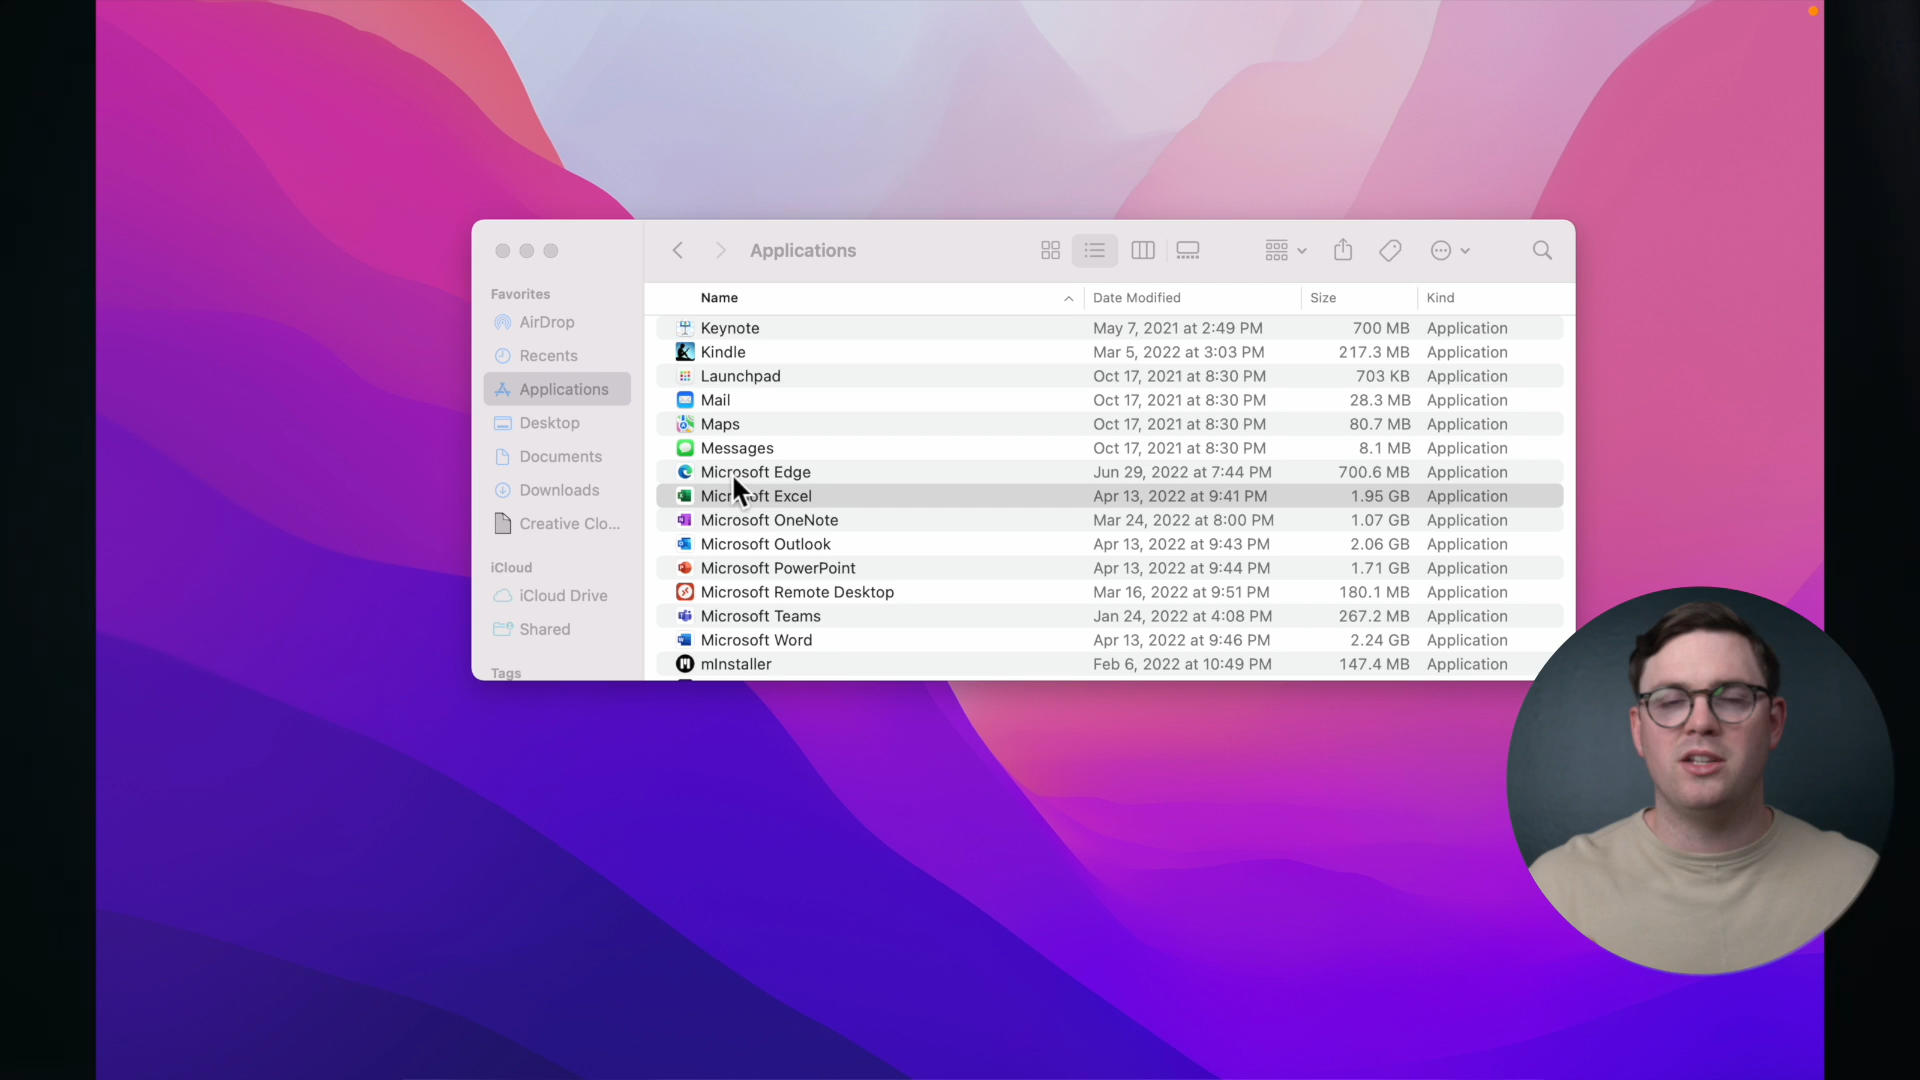 Applications
Favorites
AirDrop
Recents
Applications
Desktop
Documents
Downloads
Creative Clo...
iCloud
iCloud Drive
Shared
Tags
Name Date Modified Size Kind
Keynote May 7, 2021 at 2:49 PM 700 MB Application
Kindle Mar 5, 2022 at 3:03 PM 217.3 MB Application
Launchpad Oct 17, 2021 at 8:30 PM 703 KB Application
Mail Oct 17, 2021 at 8:30 PM 28.3 MB Application
Maps Oct 17, 2021 at 8:30 PM 80.7 MB Application
Messages Oct 17, 2021 at 8:30 PM 8.1 MB Application
Microsoft Edge Jun 29, 2022 at 7:44 PM 700.6 MB Application
Microsoft Excel Apr 13, 2022 at 9:41 PM 1.95 GB Application
Microsoft OneNote Mar 24, 2022 at 8:00 PM 1.07 GB Application
Microsoft Outlook Apr 13, 2022 at 9:43 PM 2.06 GB Application
Microsoft PowerPoint Apr 13, 2022 at 9:44 PM 1.71 GB Application
Microsoft Remote Desktop Mar 16, 2022 at 9:51 PM 180.1 MB Application
Microsoft Teams Jan 24, 2022 at 4:08 PM 267.2 MB Application
Microsoft Word Apr 13, 2022 at 9:46 PM 2.24 GB Application
mInstaller Feb 6, 2022 at 10:49 PM 147.4 MB Application